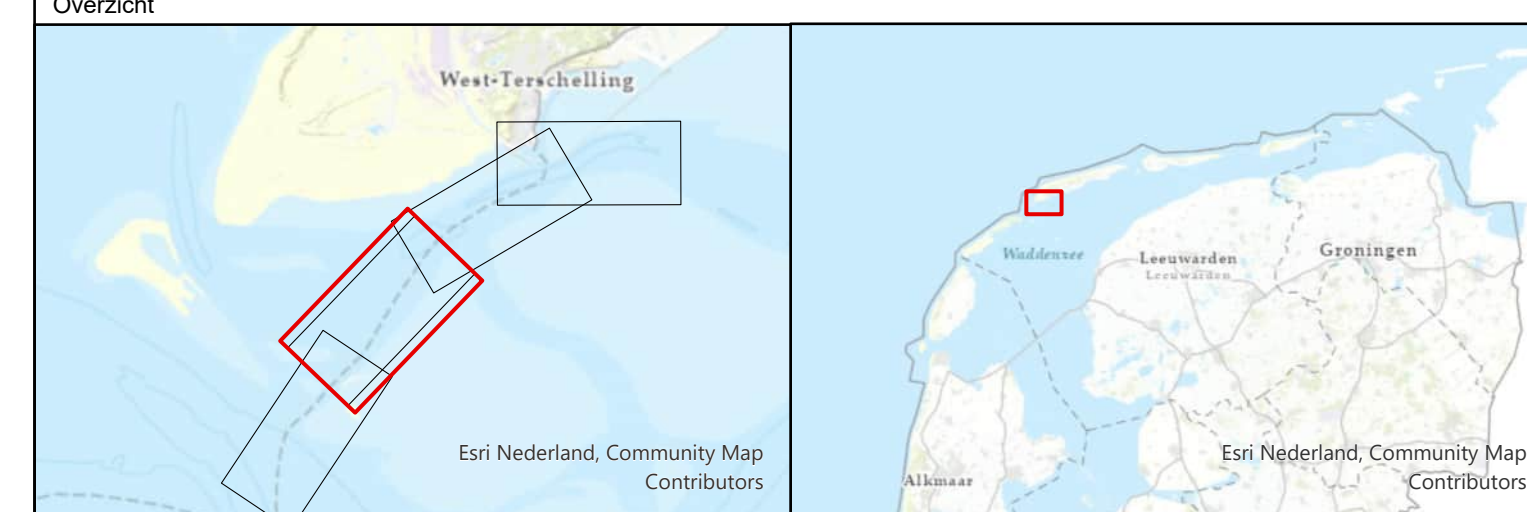 Overzicht
West-Terschelling
Esri Nederland, Community Map
Contributors
Waddenzee
Leeuwarden
Leeuwarden
Groningen
Alkmaar
Esri Nederland, Community Map
Contributors